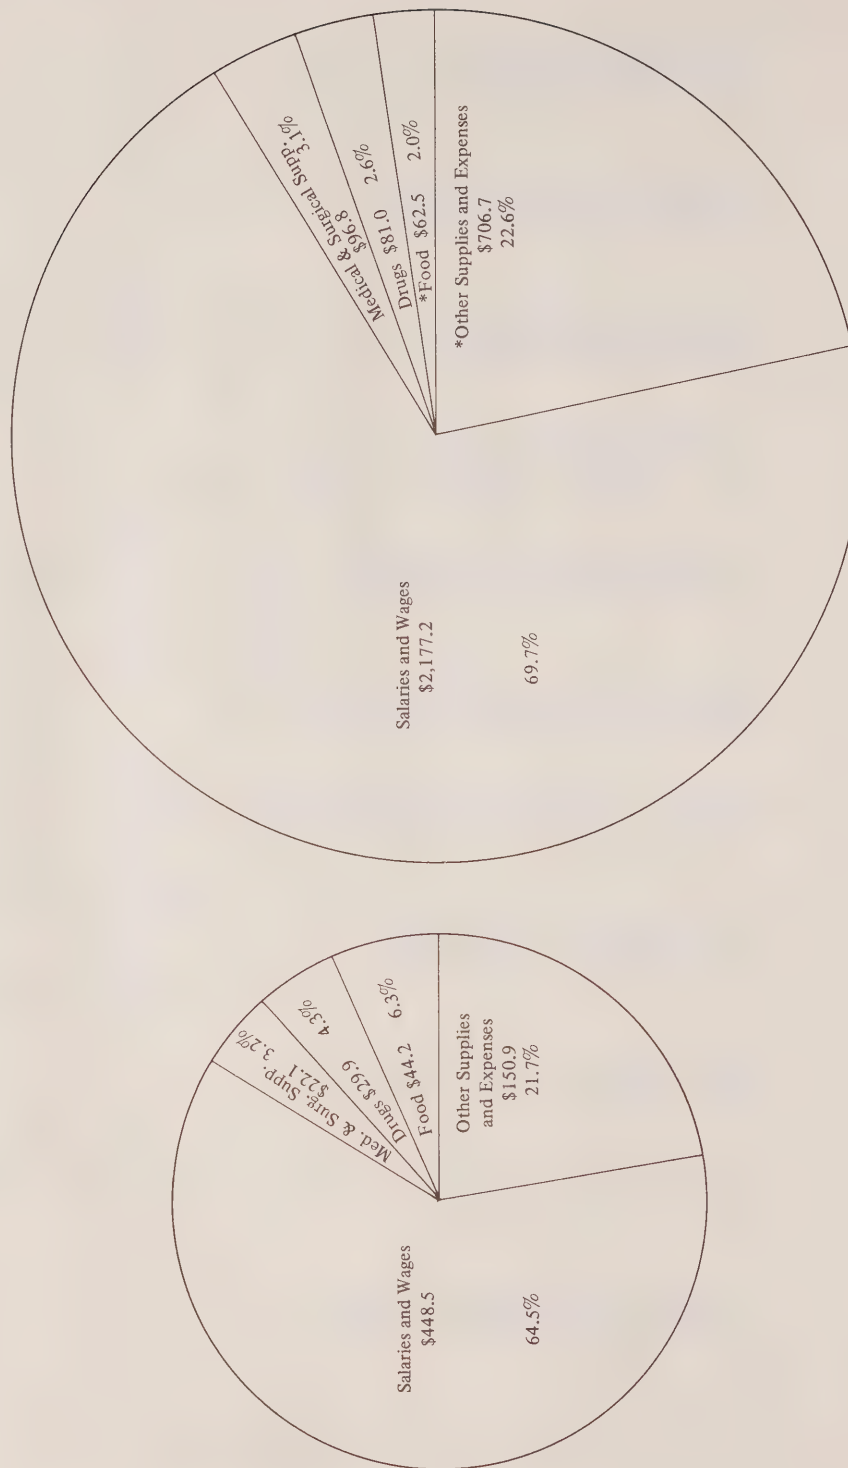 Salaries and Wages
$448.5
64.5%
Med. & Surg. Supp.
$22.1
3.2%
Drugs $29.9 4.3%
Food $44.2 6.3%
Other Supplies
and Expenses
$150.9
21.7%
Salaries and Wages
$2,177.2
69.7%
Medical & Surgical Supp.
$96.8
3.1%
Drugs $81.0 2.6%
*Food $62.5 2.0%
*Other Supplies and Expenses
$706.7
22.6%